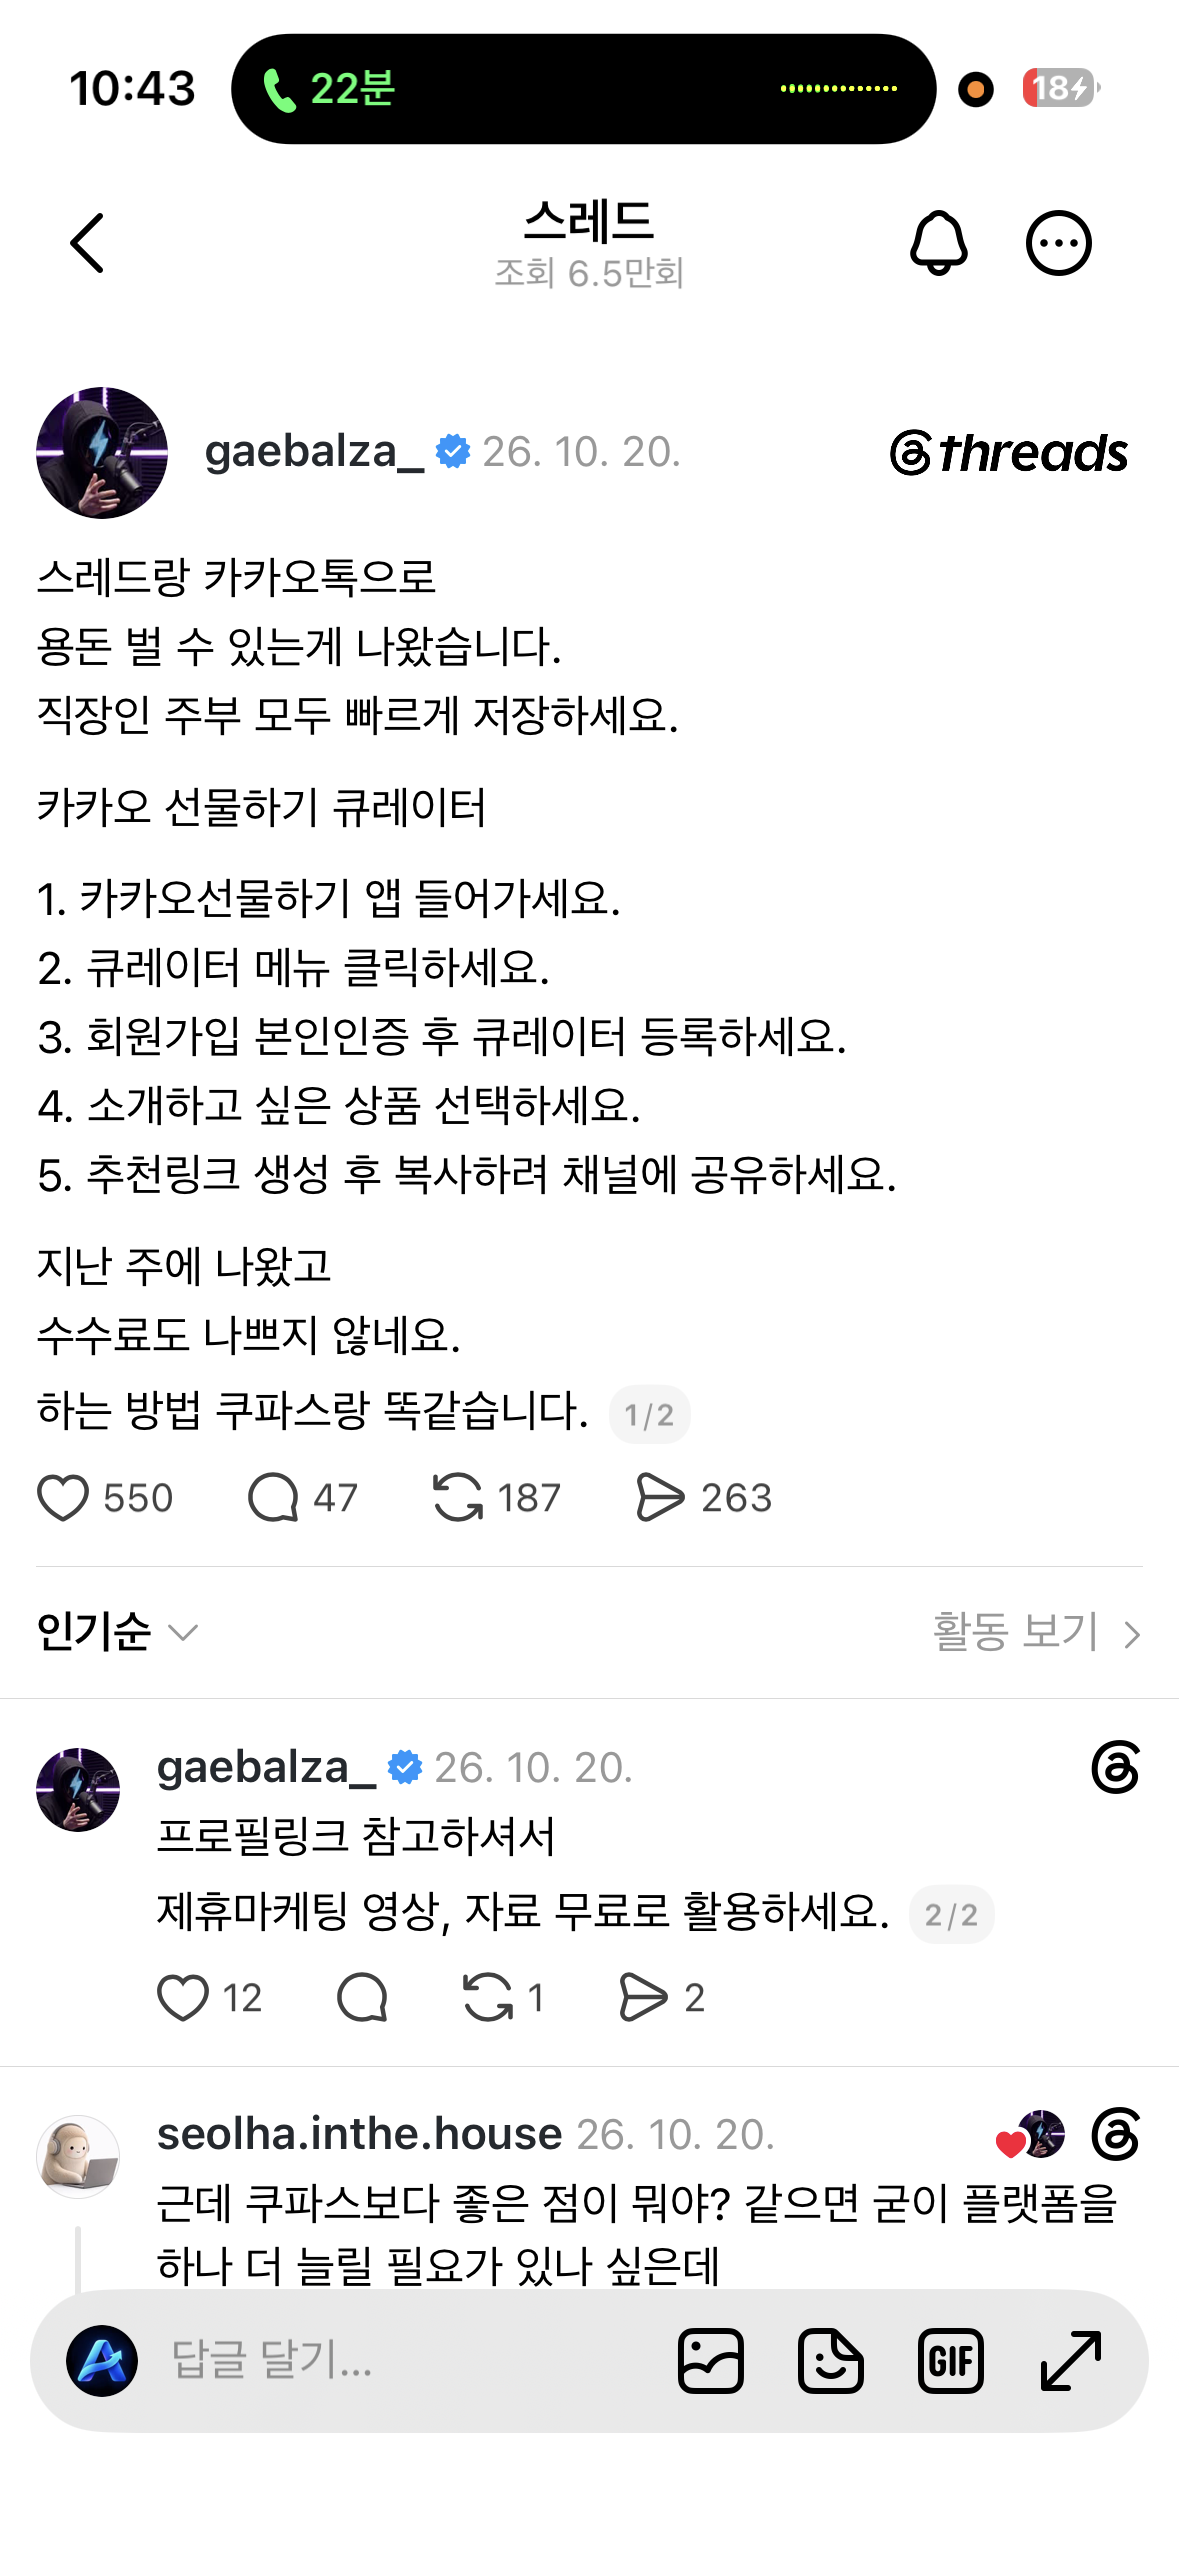 10:43
22분
18
스레드
조회 6.5만회
gaebalza_ 26. 10. 20.
threads
스레드랑 카카오톡으로
용돈 벌 수 있는게 나왔습니다.
직장인 주부 모두 빠르게 저장하세요.
카카오 선물하기 큐레이터
1. 카카오선물하기 앱 들어가세요.
2. 큐레이터 메뉴 클릭하세요.
3. 회원가입 본인인증 후 큐레이터 등록하세요.
4. 소개하고 싶은 상품 선택하세요.
5. 추천링크 생성 후 복사하려 채널에 공유하세요.
지난 주에 나왔고
수수료도 나쁘지 않네요.
하는 방법 쿠파스랑 똑같습니다. 1/2
550 47 187 263
인기순
활동 보기
gaebalza_ 26. 10. 20.
프로필링크 참고하셔서
제휴마케팅 영상, 자료 무료로 활용하세요. 2/2
12 1 2
seolha.inthe.house 26. 10. 20.
근데 쿠파스보다 좋은 점이 뭐야? 같으면 굳이 플랫폼을
하나 더 늘릴 필요가 있나 싶은데
답글 달기...
GIF